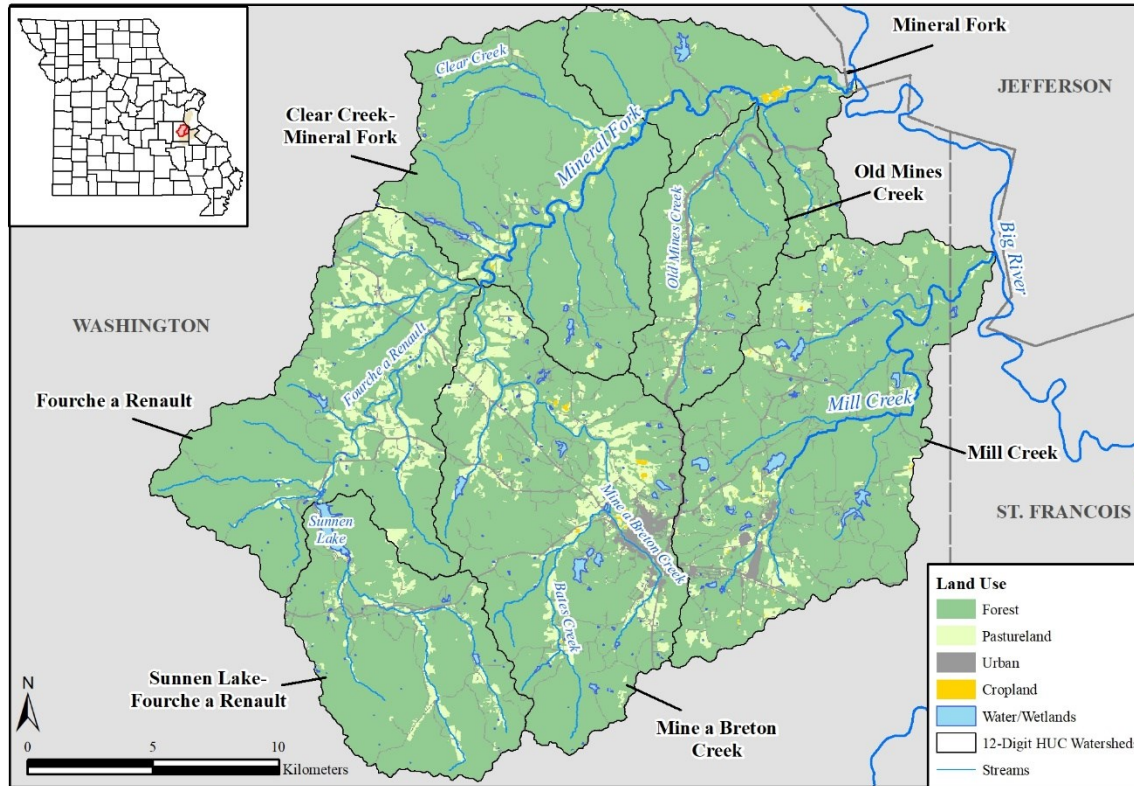 Mineral Fork
JEFFERSON
Clear Creek
Clear Creek-
Mineral Fork
Mineral Fork
Old Mines
Creek
Old Mines Creek
Big River
WASHINGTON
Fourche a Renault
Fourche a Renault
Mill Creek
Mill Creek
ST. FRANCOIS
Sunnen
Lake
Mine a Breton Creek
Bates Creek
Sunnen Lake-
Fourche a Renault
Mine a Breton
Creek
N
0 5 10
Kilometers
Land Use
Forest
Pastureland
Urban
Cropland
Water/Wetlands
12-Digit HUC Watersheds
Streams